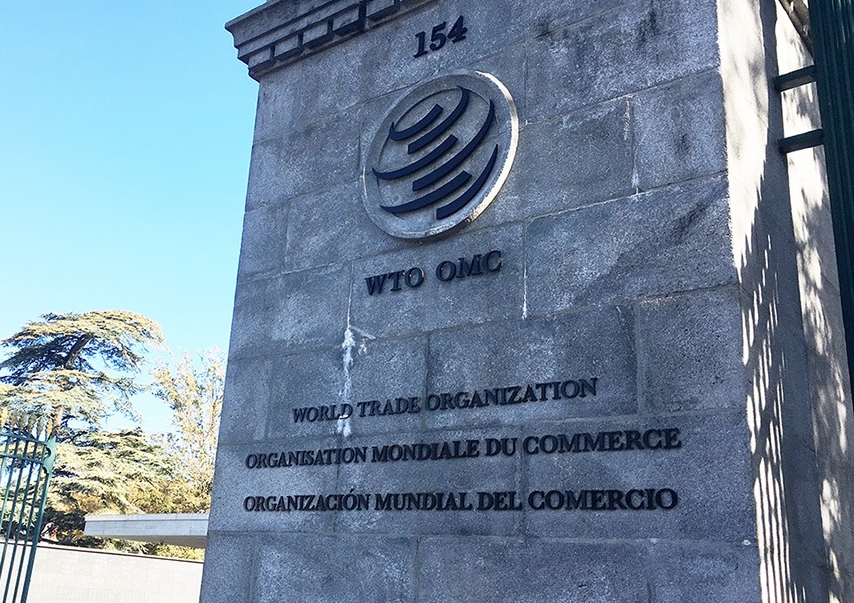 154
WTO OMC
WORLD TRADE ORGANIZATION
ORGANISATION MONDIALE DU COMMERCE
ORGANIZACIÓN MUNDIAL DEL COMERCIO